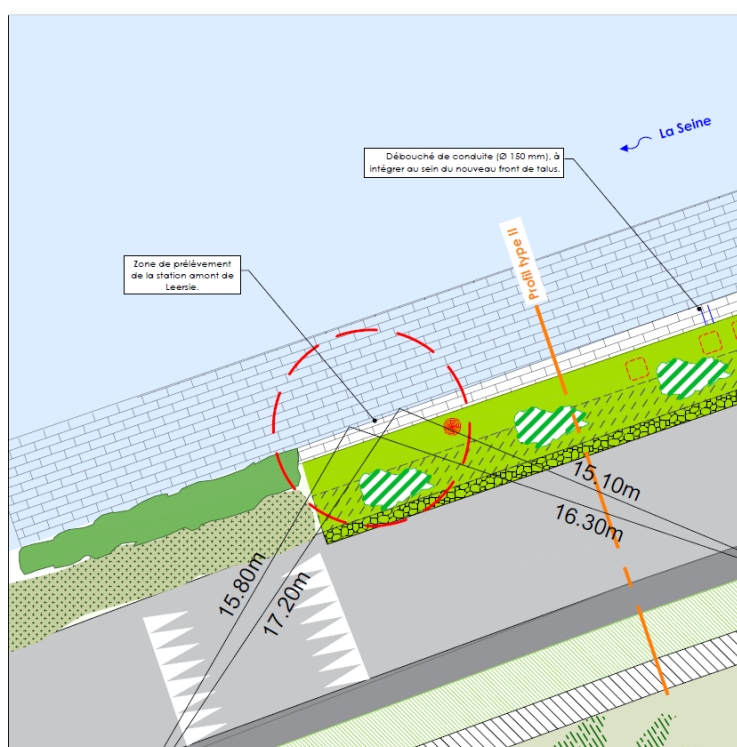 La Seine
Débouché de conduite (Ø 150 mm), à
intégrer au sein du nouveau front de talus.
Profil type II
Zone de prélèvement
de la station amont de
Leersie.
15.10m
16.30m
15.80m
17.20m